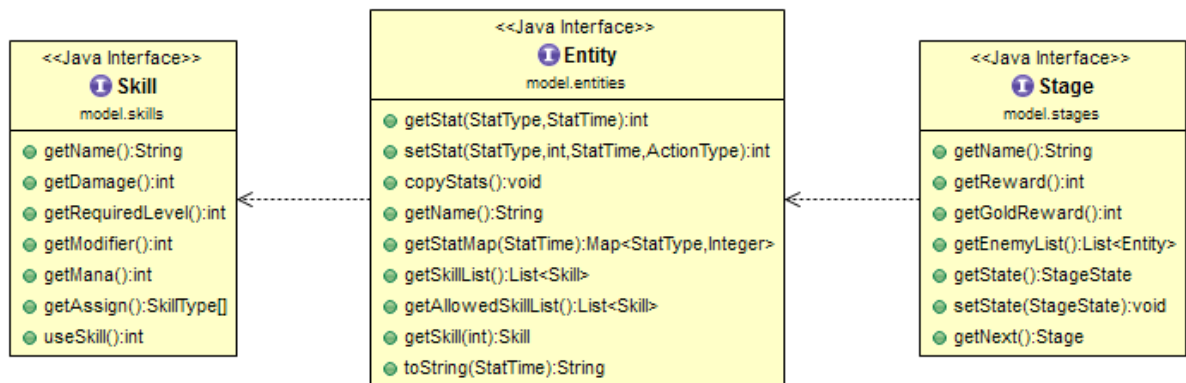 <<Java Interface>>
I Skill
model.skills
getName():String
getDamage():int
getRequiredLevel():int
getModifier():int
getMana():int
getAssign():SkillType[]
useSkill():int
<<Java Interface>>
I Entity
model.entities
getStat(StatType,StatTime):int
setStat(StatType,int,StatTime,ActionType):int
copyStats():void
getName():String
getStatMap(StatTime):Map<StatType,Integer>
getSkillList():List<Skill>
getAllowedSkillList():List<Skill>
getSkill(int):Skill
toString(StatTime):String
<<Java Interface>>
I Stage
model.stages
getName():String
getReward():int
getGoldReward():int
getEnemyList():List<Entity>
getState():StageState
setState(StageState):void
getNext():Stage